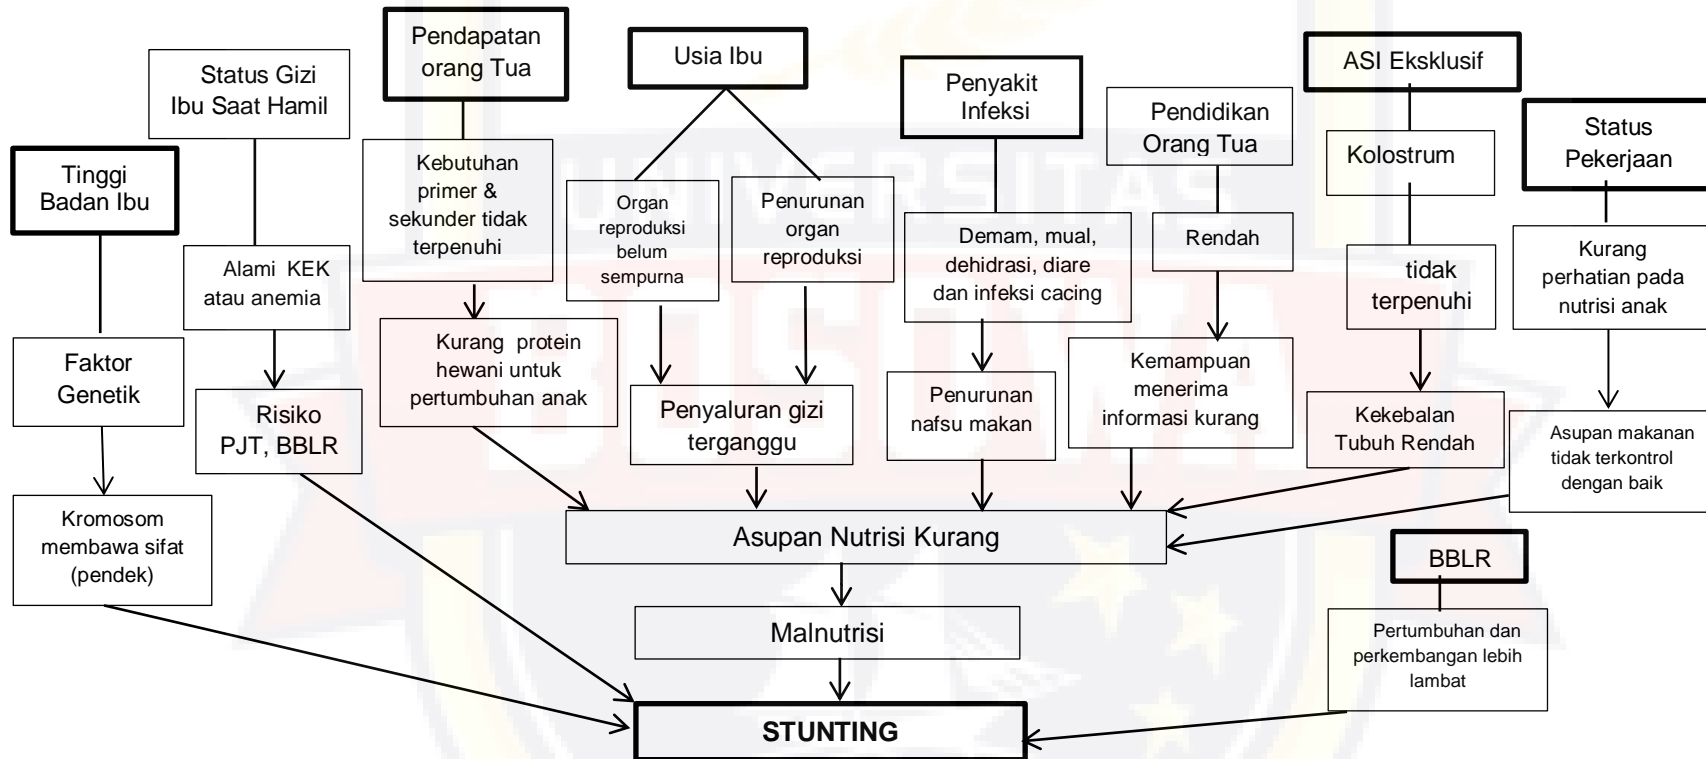 Pendapatan
orang Tua
Usia Ibu
ASI Eksklusif
Status Gizi
Ibu Saat Hamil
Penyakit
Infeksi
Pendidikan
Orang Tua
Status
Pekerjaan
Tinggi
Badan Ibu
Kebutuhan
primer &
sekunder tidak
terpenuhi
Organ
reproduksi
belum
sempurna
Penurunan
organ
reproduksi
Demam, mual,
dehidrasi, diare
dan infeksi cacing
Rendah
Kolostrum
tidak
terpenuhi
Kurang
perhatian pada
nutrisi anak
Alami KEK
atau anemia
Faktor
Genetik
Risiko
PJT, BBLR
Kurang protein
hewani untuk
pertumbuhan anak
Penyaluran gizi
terganggu
Penurunan
nafsu makan
Kemampuan
menerima
informasi kurang
Kekebalan
Tubuh Rendah
Asupan makanan
tidak terkontrol
dengan baik
Kromosom
membawa sifat
(pendek)
Asupan Nutrisi Kurang
BBLR
Malnutrisi
Pertumbuhan dan
perkembangan lebih
lambat
STUNTING
UNIVERSITAS
BOSOWA